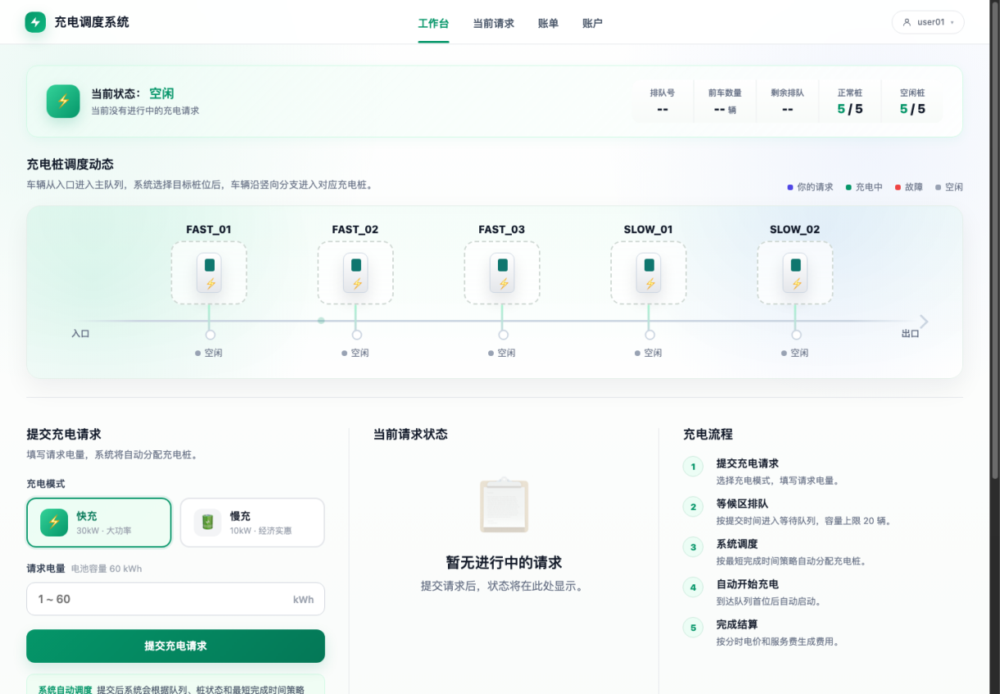 充电调度系统
工作台
当前请求
账单
账户
user01
当前状态： 空闲
当前没有进行中的充电请求
排队号
--
前车数量
-- 辆
剩余排队
--
正常桩
5 / 5
空闲桩
5 / 5
充电桩调度动态
车辆从入口进入主队列，系统选择目标桩位后，车辆沿竖向分支进入对应充电桩。
你的请求
充电中
故障
空闲
FAST_01
FAST_02
FAST_03
SLOW_01
SLOW_02
入口
出口
空闲
空闲
空闲
空闲
空闲
提交充电请求
填写请求电量，系统将自动分配充电桩。
充电模式
快充
30kW · 大功率
慢充
10kW · 经济实惠
请求电量 电池容量 60 kWh
1 ~ 60 kWh
提交充电请求
系统自动调度 提交后系统会根据队列、桩状态和最短完成时间策略
当前请求状态
暂无进行中的请求
提交请求后，状态将在此处显示。
充电流程
1
提交充电请求
选择充电模式，填写请求电量。
2
等候区排队
按提交时间进入等待队列，容量上限 20 辆。
3
系统调度
按最短完成时间策略自动分配充电桩。
4
自动开始充电
到达队列首位后自动启动。
5
完成结算
按分时电价和服务费生成费用。